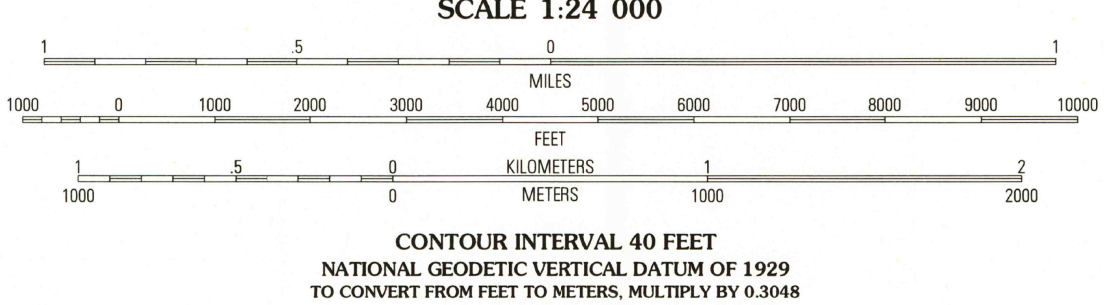 SCALE 1:24 000
1 .5 0 1
MILES
1000 0 1000 2000 3000 4000 5000 6000 7000 8000 9000 10000
FEET
1 .5 0 KILOMETERS 1 2
1000 0 METERS 1000 2000
CONTOUR INTERVAL 40 FEET
NATIONAL GEODETIC VERTICAL DATUM OF 1929
TO CONVERT FROM FEET TO METERS, MULTIPLY BY 0.3048